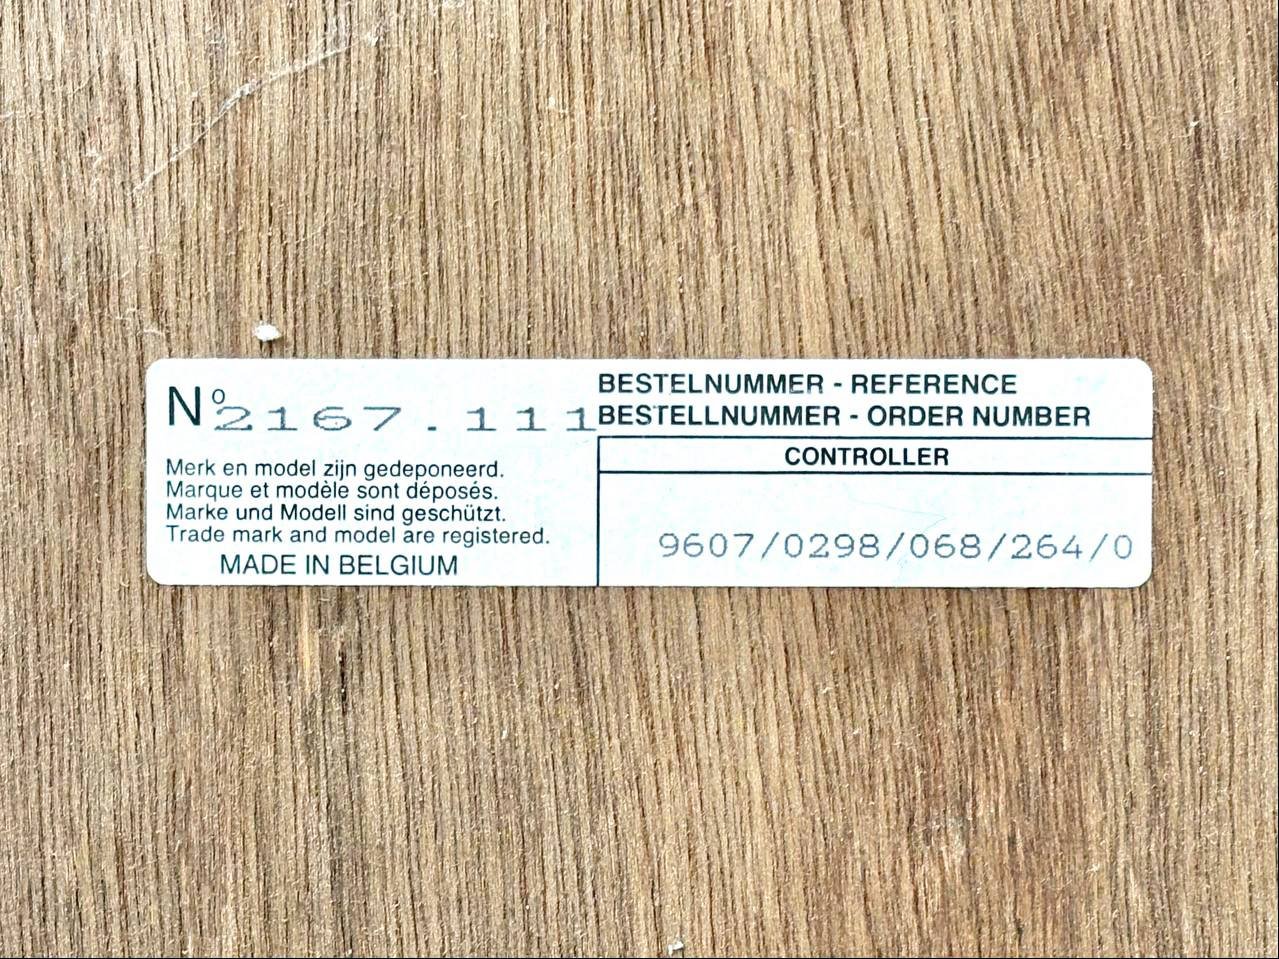 Nº 2167.111
Merk en model zijn gedeponeerd.
Marque et modèle sont déposés.
Marke und Modell sind geschützt.
Trade mark and model are registered.
MADE IN BELGIUM
BESTELNUMMER - REFERENCE
BESTELLNUMMER - ORDER NUMBER
CONTROLLER
9607/0298/068/264/0